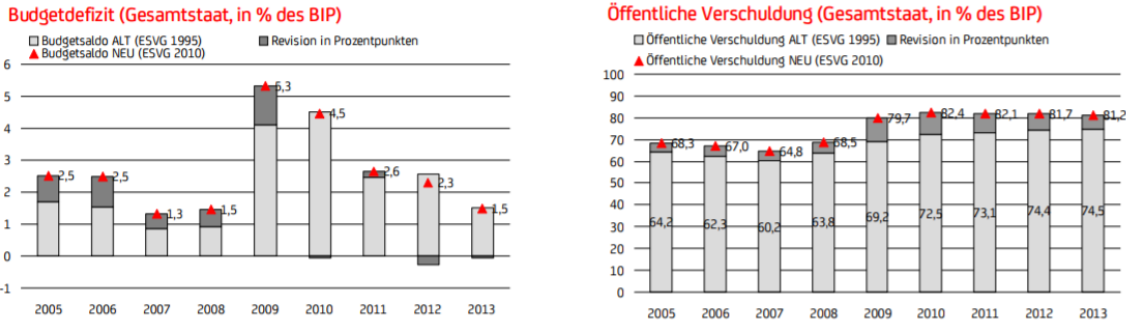 Budgetdefizit (Gesamtstaat, in % des BIP)
Budgetsaldo ALT (ESVG 1995) Revision in Prozentpunkten
Budgetsaldo NEU (ESVG 2010)
6
5
4
3
2
1
0
-1
5,3
4,5
2,5 2,5 1,3 1,5 2,6 2,3 1,5
2005 2006 2007 2008 2009 2010 2011 2012 2013
Öffentliche Verschuldung (Gesamtstaat, in % des BIP)
Öffentliche Verschuldung ALT (ESVG 1995) Revision in Prozentpunkten
Öffentliche Verschuldung NEU (ESVG 2010)
100
90
80
70
60
50
40
30
20
10
0
68,3 67,0 64,8 68,5 79,7 82,4 82,1 81,7 81,2
64,2 62,3 60,2 63,8 69,2 72,5 73,1 74,4 74,5
2005 2006 2007 2008 2009 2010 2011 2012 2013